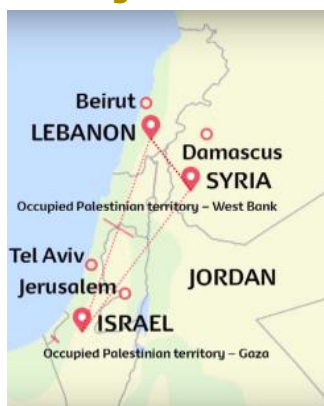 Beirut
LEBANON
Damascus
SYRIA
Occupied Palestinian territory – West Bank
Tel Aviv
Jerusalem
JORDAN
ISRAEL
Occupied Palestinian territory – Gaza